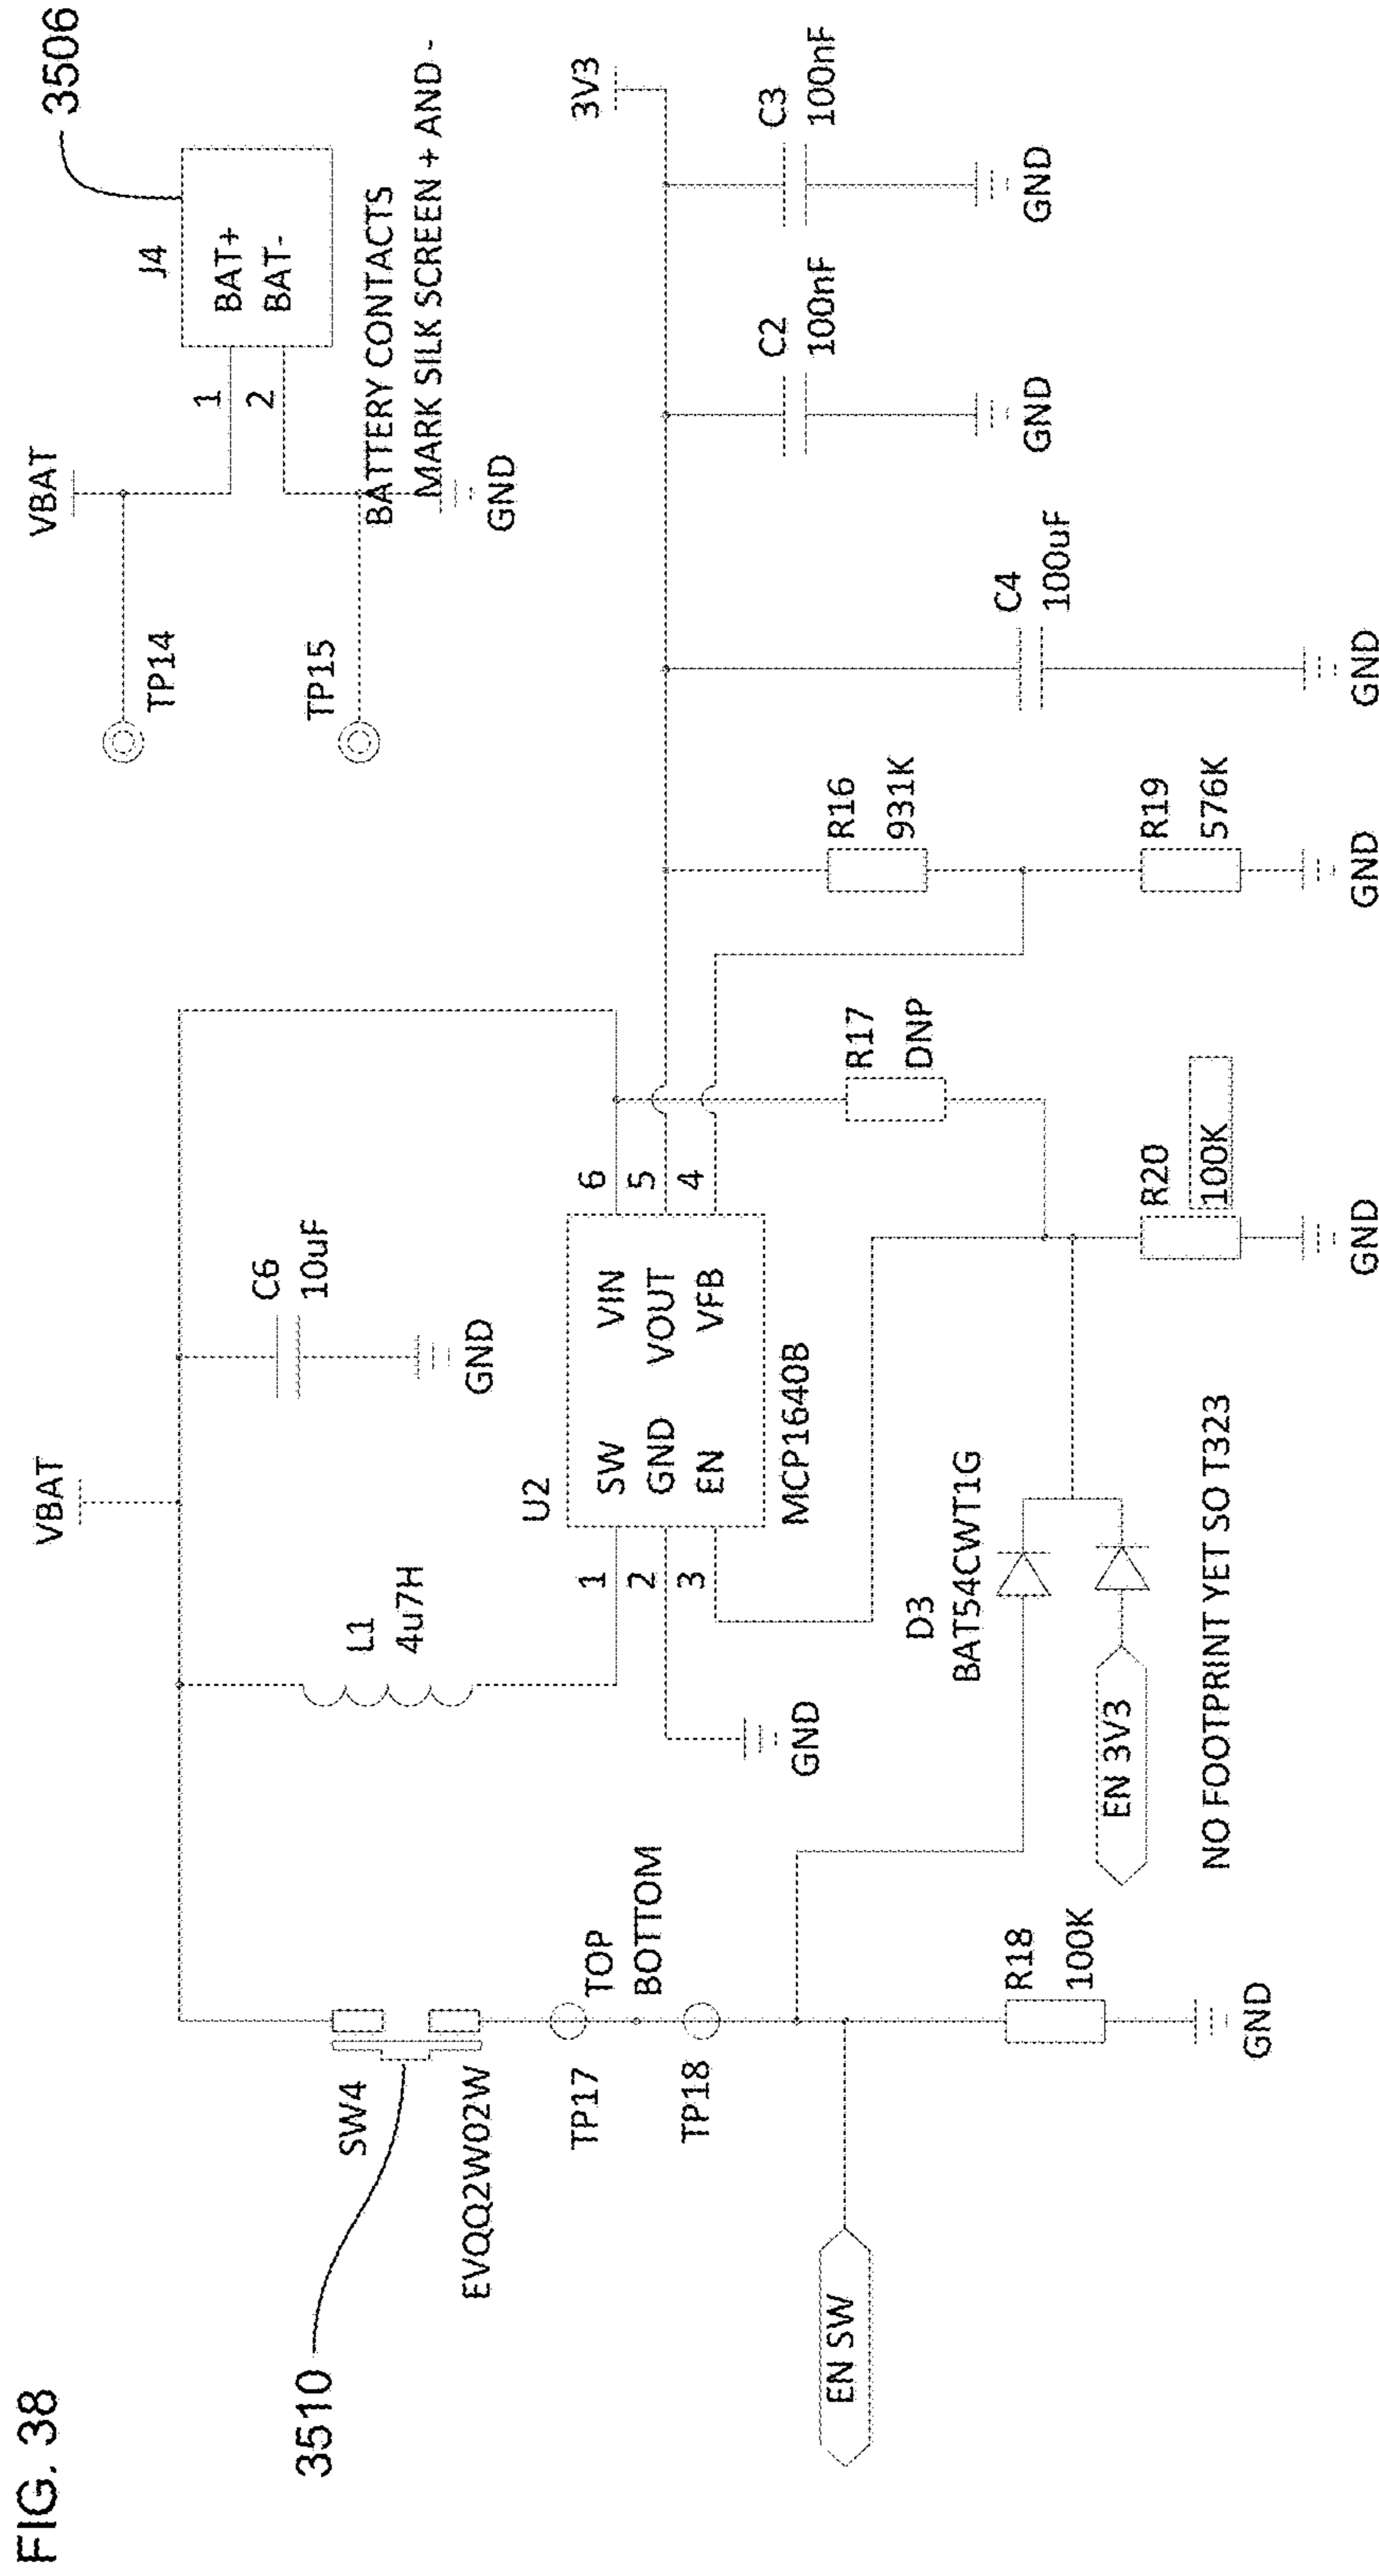 FIG. 38
3510
SW4
EVQQ2W02W
TP17
TOP
BOTTOM
TP18
EN SW
R18
100K
GND
VBAT
L1
4u7H
C6
10uF
GND
U2
1
2
3
SW
GND
EN
VIN
VOUT
VFB
6
5
4
MCP1640B
GND
D3
BAT54CWT1G
EN 3V3
NO FOOTPRINT YET SO T323
R17
DNP
R20
100K
GND
R16
931K
R19
576K
GND
C4
100uF
GND
C2
100nF
GND
C3
100nF
GND
3V3
VBAT
TP14
TP15
1
2
J4
BAT+
BAT-
3506
BATTERY CONTACTS
MARK SILK SCREEN + AND -
GND